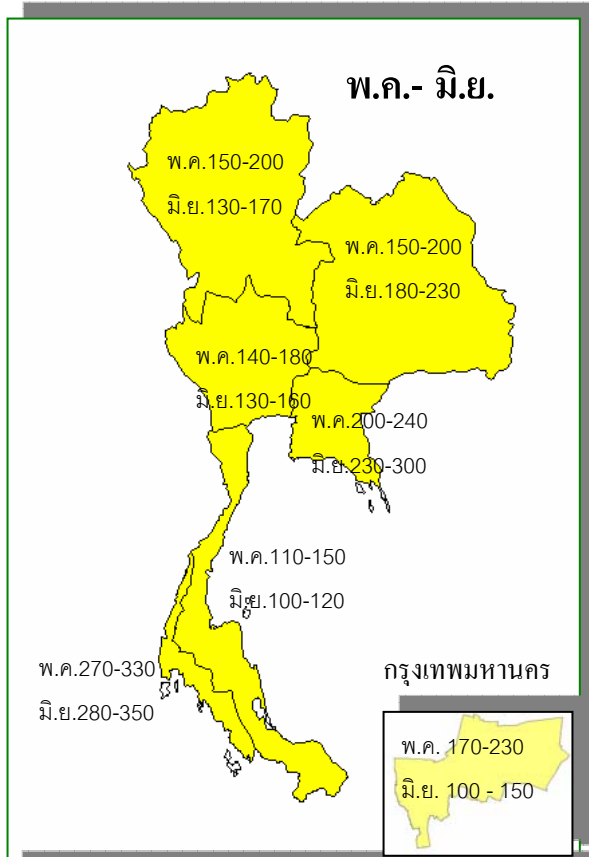 พ.ค.- มิ.ย.
พ.ค.150-200
มิ.ย.130-170
พ.ค.150-200
มิ.ย.180-230
พ.ค.140-180
มิ.ย.130-160
พ.ค.200-240
มิ.ย.230-300
พ.ค.110-150
มิ.ย.100-120
พ.ค.270-330
มิ.ย.280-350
กรุงเทพมหานคร
พ.ค. 170-230
มิ.ย. 100 - 150